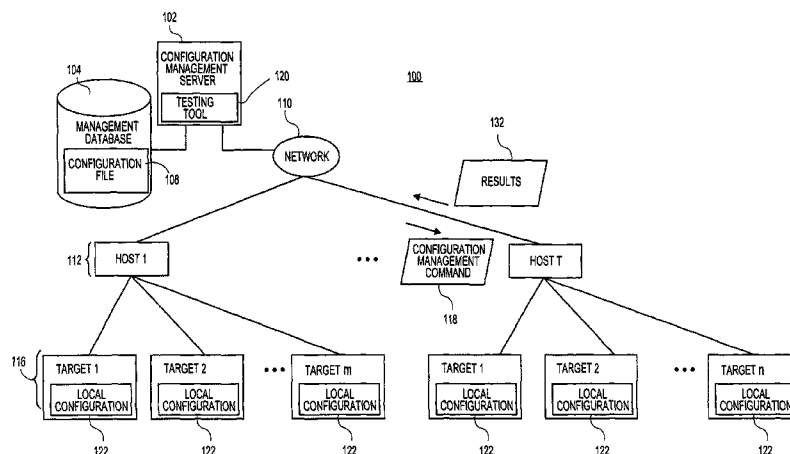 102
CONFIGURATION
MANAGEMENT
SERVER
TESTING
TOOL
120
104
MANAGEMENT
DATABASE
CONFIGURATION
FILE
108
110
NETWORK
100
132
RESULTS
112
HOST 1
•••
CONFIGURATION
MANAGEMENT
COMMAND
118
HOST T
116
TARGET 1
LOCAL
CONFIGURATION
122
TARGET 2
LOCAL
CONFIGURATION
122
•••
TARGET m
LOCAL
CONFIGURATION
122
TARGET 1
LOCAL
CONFIGURATION
122
TARGET 2
LOCAL
CONFIGURATION
122
•••
TARGET n
LOCAL
CONFIGURATION
122